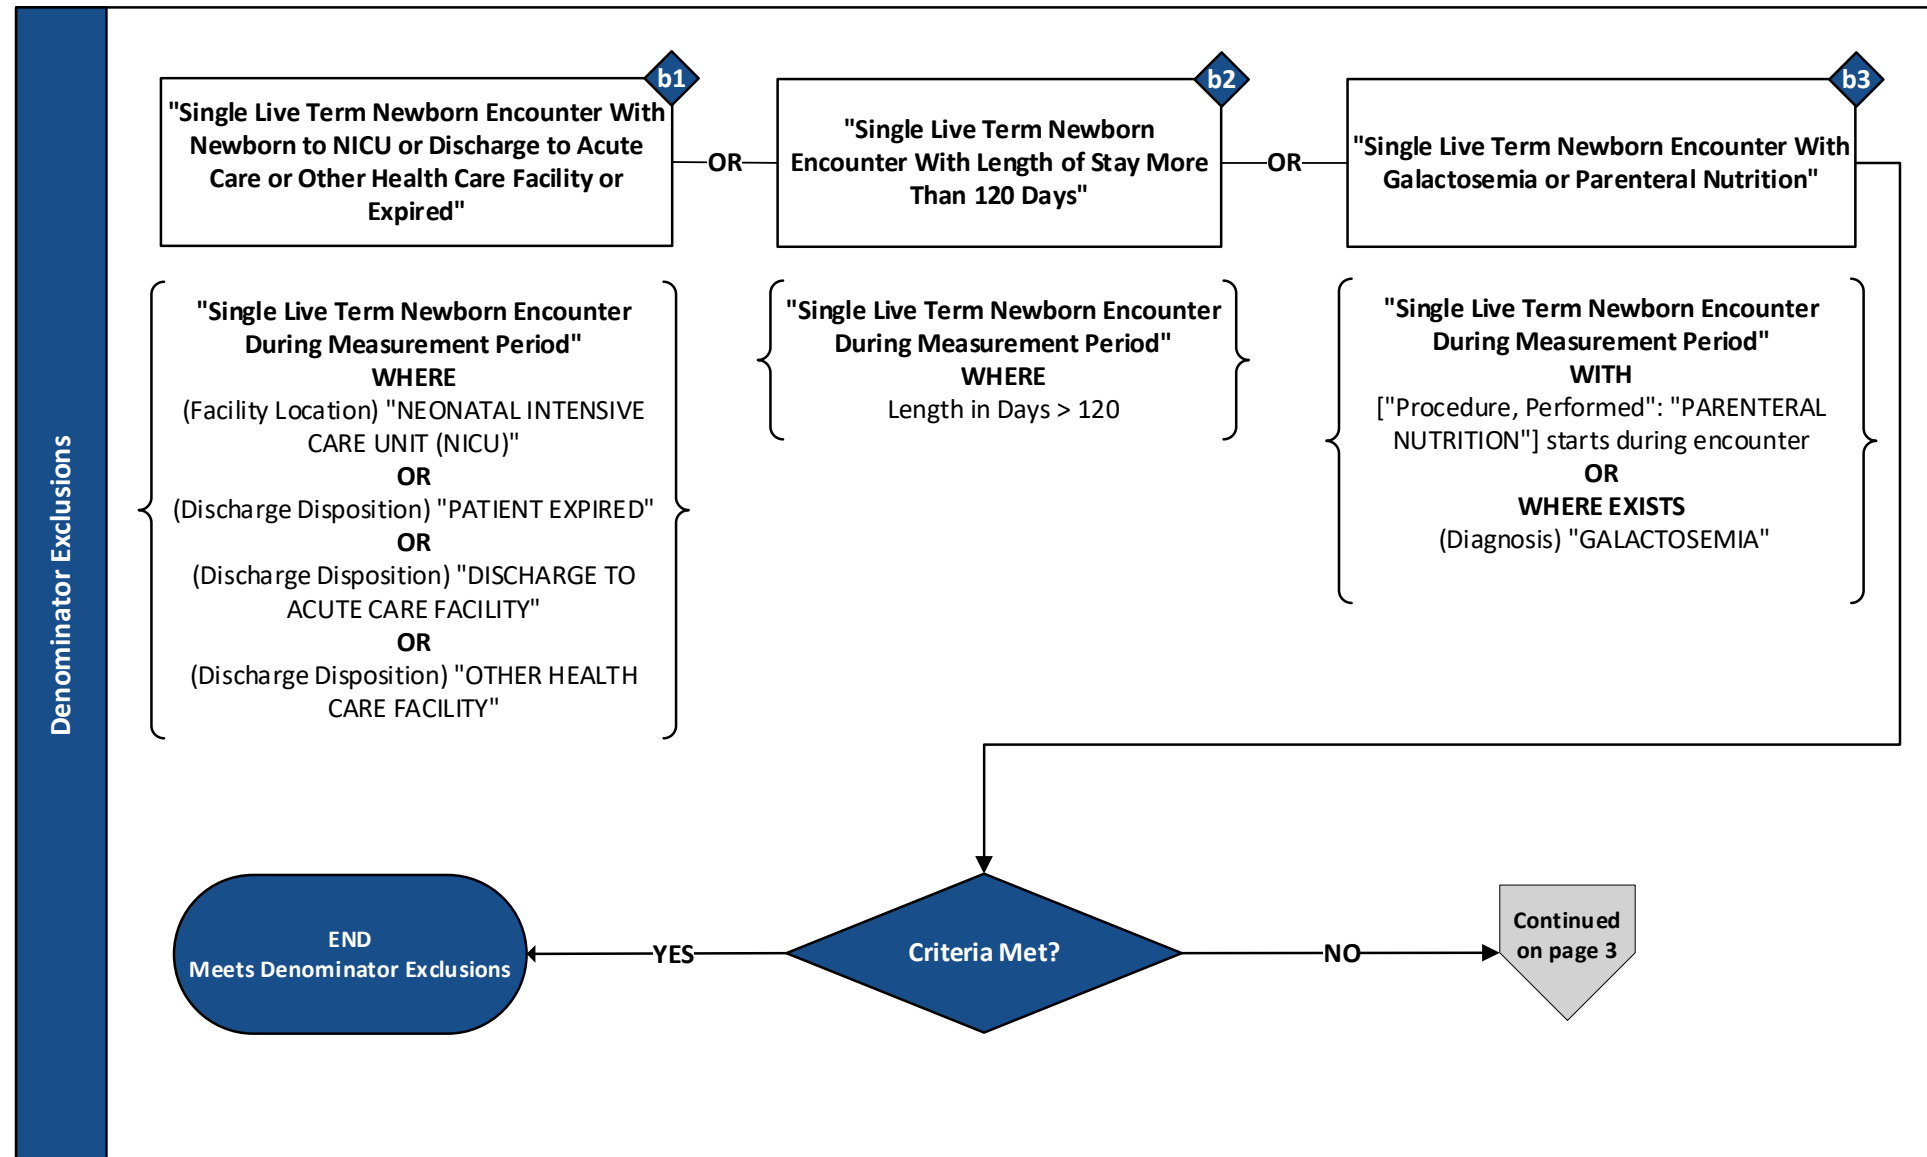 Denominator Exclusions
b1
"Single Live Term Newborn Encounter With
Newborn to NICU or Discharge to Acute
Care or Other Health Care Facility or
Expired"
OR
b2
"Single Live Term Newborn
Encounter With Length of Stay More
Than 120 Days"
OR
b3
"Single Live Term Newborn Encounter With
Galactosemia or Parenteral Nutrition"
"Single Live Term Newborn Encounter
During Measurement Period"
WHERE
(Facility Location) "NEONATAL INTENSIVE
CARE UNIT (NICU)"
OR
(Discharge Disposition) "PATIENT EXPIRED"
OR
(Discharge Disposition) "DISCHARGE TO
ACUTE CARE FACILITY"
OR
(Discharge Disposition) "OTHER HEALTH
CARE FACILITY"
"Single Live Term Newborn Encounter
During Measurement Period"
WHERE
Length in Days > 120
"Single Live Term Newborn Encounter
During Measurement Period"
WITH
["Procedure, Performed": "PARENTERAL
NUTRITION"] starts during encounter
OR
WHERE EXISTS
(Diagnosis) "GALACTOSEMIA"
END
Meets Denominator Exclusions
YES
Criteria Met?
NO
Continued
on page 3